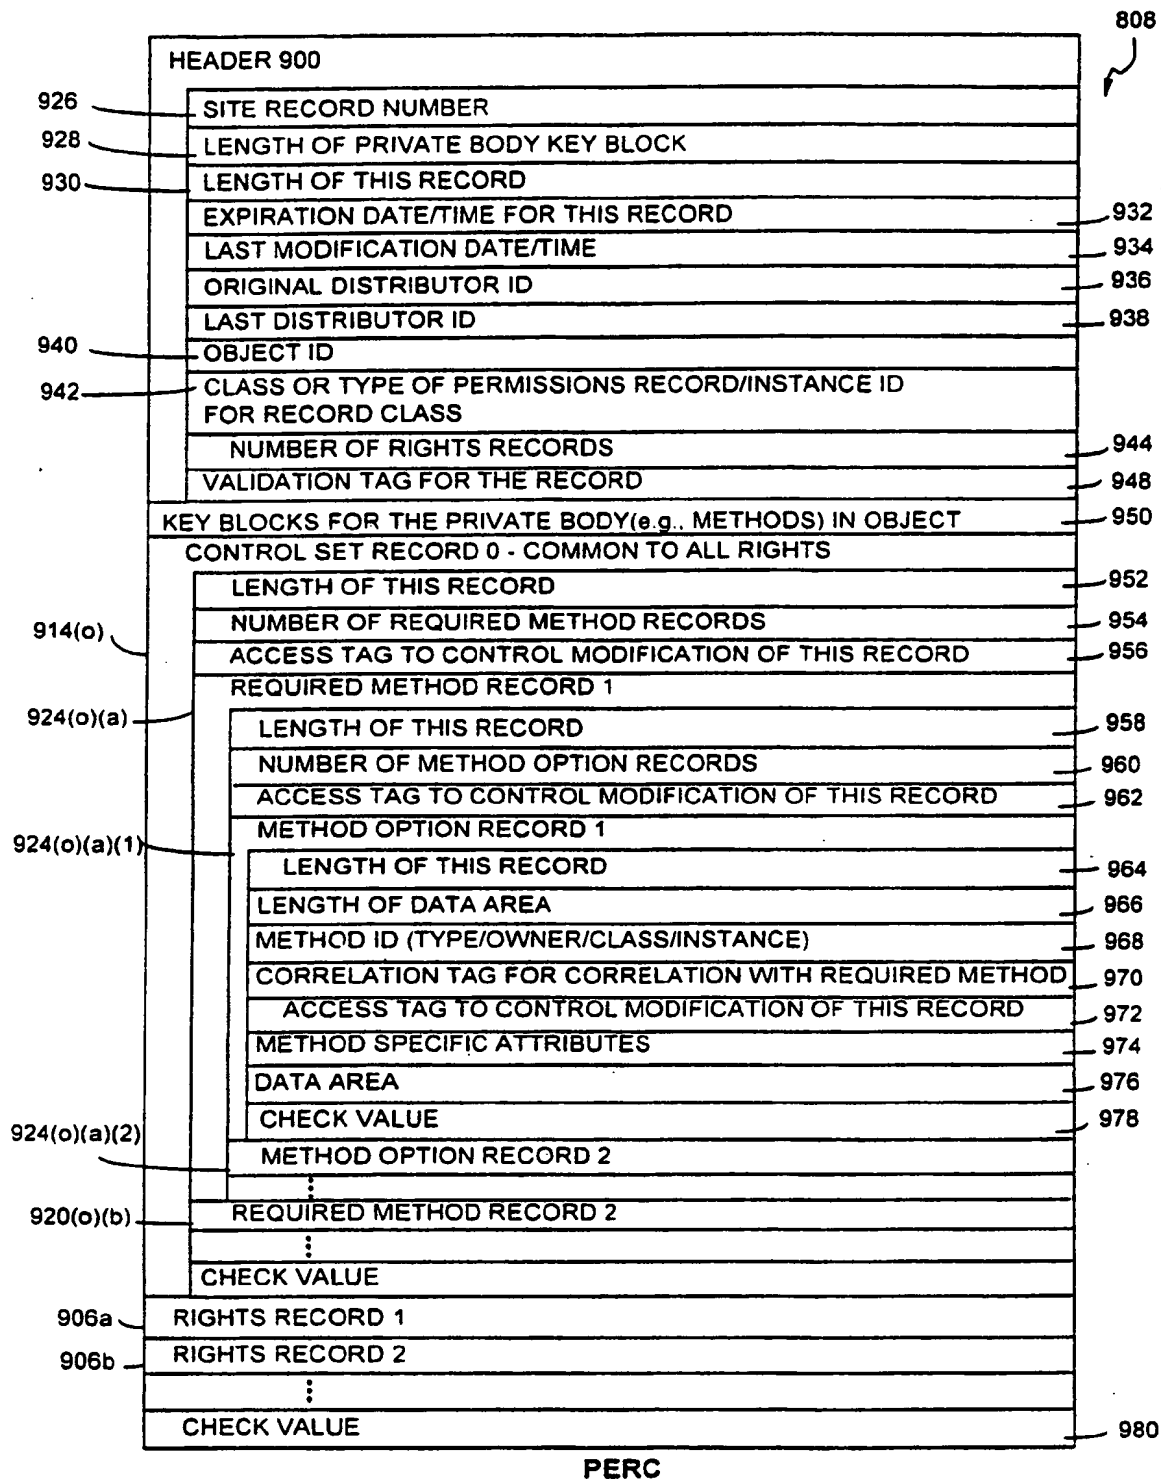 808
HEADER 900
926 SITE RECORD NUMBER
928 LENGTH OF PRIVATE BODY KEY BLOCK
930 LENGTH OF THIS RECORD
EXPIRATION DATE/TIME FOR THIS RECORD 932
LAST MODIFICATION DATE/TIME 934
ORIGINAL DISTRIBUTOR ID 936
LAST DISTRIBUTOR ID 938
940 OBJECT ID
942 CLASS OR TYPE OF PERMISSIONS RECORD/INSTANCE ID
FOR RECORD CLASS
NUMBER OF RIGHTS RECORDS 944
VALIDATION TAG FOR THE RECORD 948
KEY BLOCKS FOR THE PRIVATE BODY(e.g., METHODS) IN OBJECT 950
CONTROL SET RECORD 0 - COMMON TO ALL RIGHTS
LENGTH OF THIS RECORD 952
914(o) NUMBER OF REQUIRED METHOD RECORDS 954
ACCESS TAG TO CONTROL MODIFICATION OF THIS RECORD 956
REQUIRED METHOD RECORD 1
924(o)(a) LENGTH OF THIS RECORD 958
NUMBER OF METHOD OPTION RECORDS 960
ACCESS TAG TO CONTROL MODIFICATION OF THIS RECORD 962
METHOD OPTION RECORD 1
924(o)(a)(1) LENGTH OF THIS RECORD 964
LENGTH OF DATA AREA 966
METHOD ID (TYPE/OWNER/CLASS/INSTANCE) 968
CORRELATION TAG FOR CORRELATION WITH REQUIRED METHOD 970
ACCESS TAG TO CONTROL MODIFICATION OF THIS RECORD 972
METHOD SPECIFIC ATTRIBUTES 974
DATA AREA 976
CHECK VALUE 978
924(o)(a)(2) METHOD OPTION RECORD 2
920(o)(b) REQUIRED METHOD RECORD 2
CHECK VALUE
906a RIGHTS RECORD 1
906b RIGHTS RECORD 2
CHECK VALUE 980
PERC